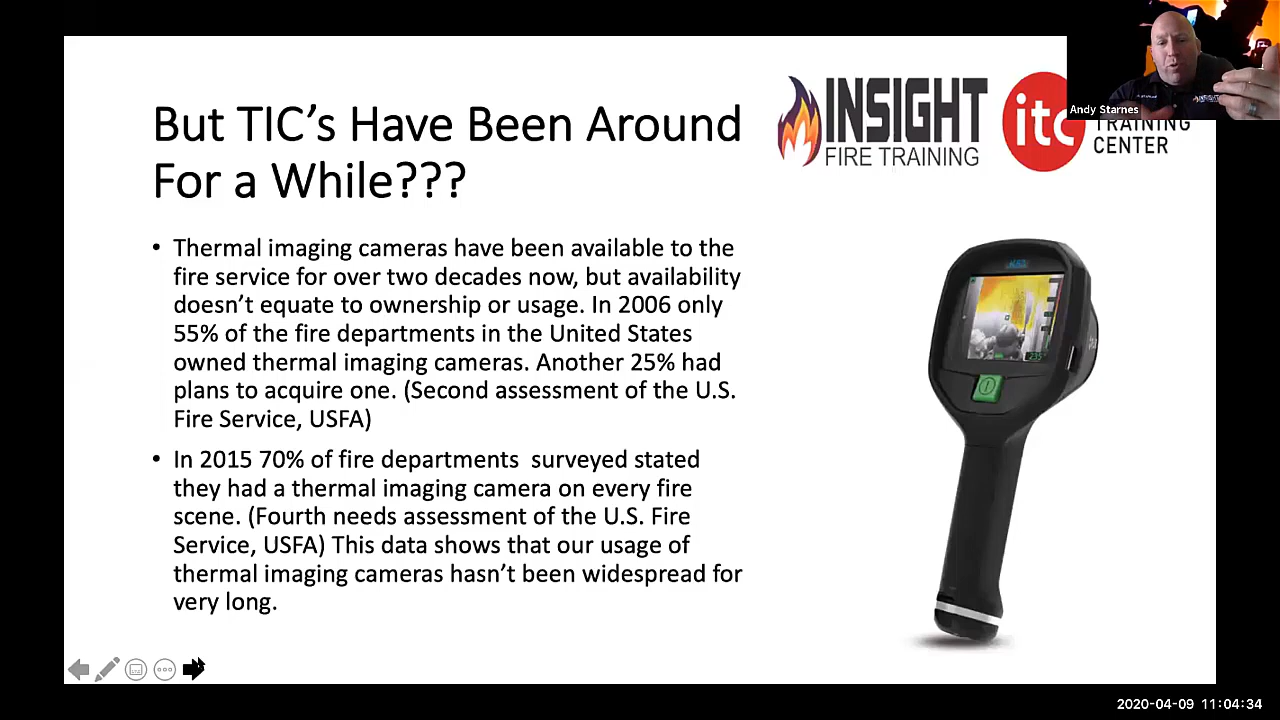 But TIC's Have Been Around
For a While???
INSIGHT
FIRE TRAINING
itc
TRAINING
CENTER
Andy Starnes
• Thermal imaging cameras have been available to the
fire service for over two decades now, but availability
doesn't equate to ownership or usage. In 2006 only
55% of the fire departments in the United States
owned thermal imaging cameras. Another 25% had
plans to acquire one. (Second assessment of the U.S.
Fire Service, USFA)
• In 2015 70% of fire departments  surveyed stated
they had a thermal imaging camera on every fire
scene. (Fourth needs assessment of the U.S. Fire
Service, USFA) This data shows that our usage of
thermal imaging cameras hasn't been widespread for
very long.
2020-04-09 11:04:34